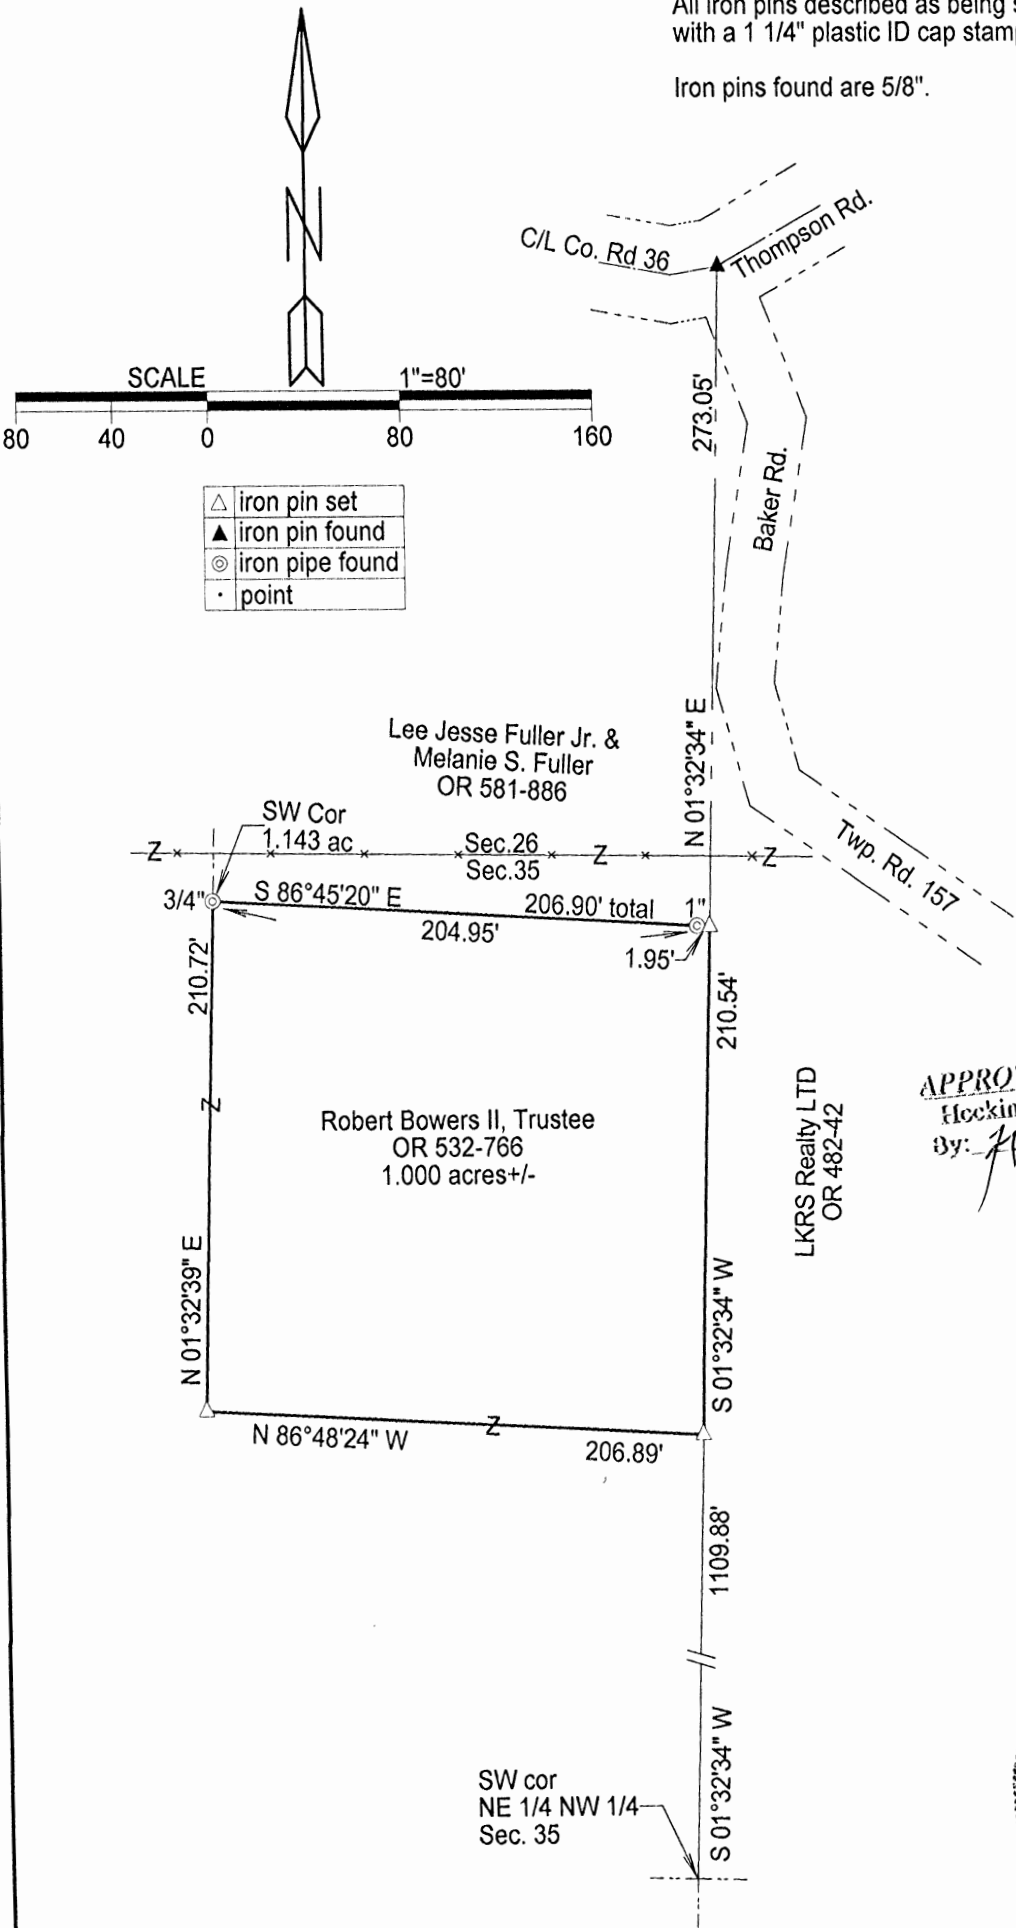 All iron pins described as being
with a 1 1/4" plastic ID cap
Iron pins found are 5/8".
N
C/L Co. Rd 36
Thompson Rd.
SCALE 1"=80'
80 40 0 80 160
273.05'
Baker Rd.
△ iron pin set
▲ iron pin found
◎ iron pipe found
· point
N 01°32'34" E
Lee Jesse Fuller Jr. &
Melanie S. Fuller
OR 581-886
SW Cor
1.143 ac
Z Sec.26 Z Z
Sec.35
Twp. Rd. 157
3/4"
S 86°45'20" E
206.90' total
1"
204.95'
1.95'
210.72'
210.54'
Z
Robert Bowers II, Trustee
OR 532-766
1.000 acres+/-
LKRS Realty LTD
OR 482-42
By:
N 01°32'39" E
S 01°32'34" W
N 86°48'24" W
Z
206.89'
1109.88'
S 01°32'34" W
SW cor
NE 1/4 NW 1/4
Sec. 35